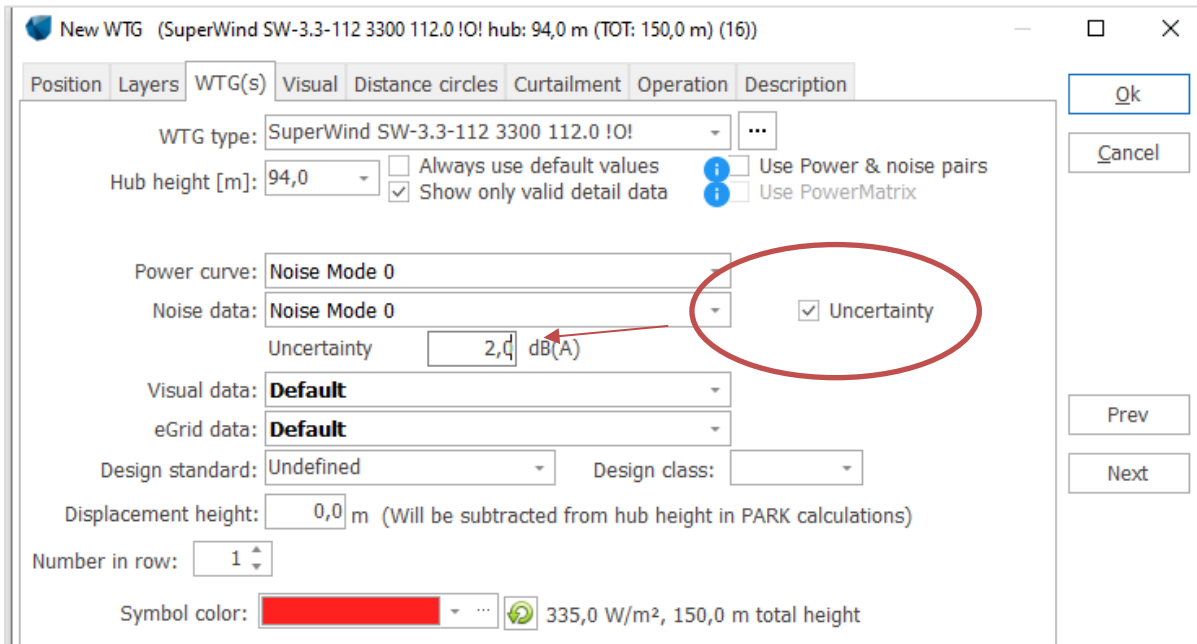 New WTG (SuperWind SW-3.3-112 3300 112.0 !O! hub: 94,0 m (TOT: 150,0 m) (16))
Position Layers WTG(s) Visual Distance circles Curtailment Operation Description
Ok
WTG type: SuperWind SW-3.3-112 3300 112.0 !O! ...
Cancel
Hub height [m]: 94,0 Always use default values Use Power & noise pairs
Show only valid detail data Use PowerMatrix
Power curve: Noise Mode 0
Noise data: Noise Mode 0 Uncertainty
Uncertainty 2,0 dB(A)
Visual data: Default
Prev
eGrid data: Default
Design standard: Undefined Design class:
Next
Displacement height: 0,0 m (Will be subtracted from hub height in PARK calculations)
Number in row: 1
Symbol color: ... 335,0 W/m², 150,0 m total height